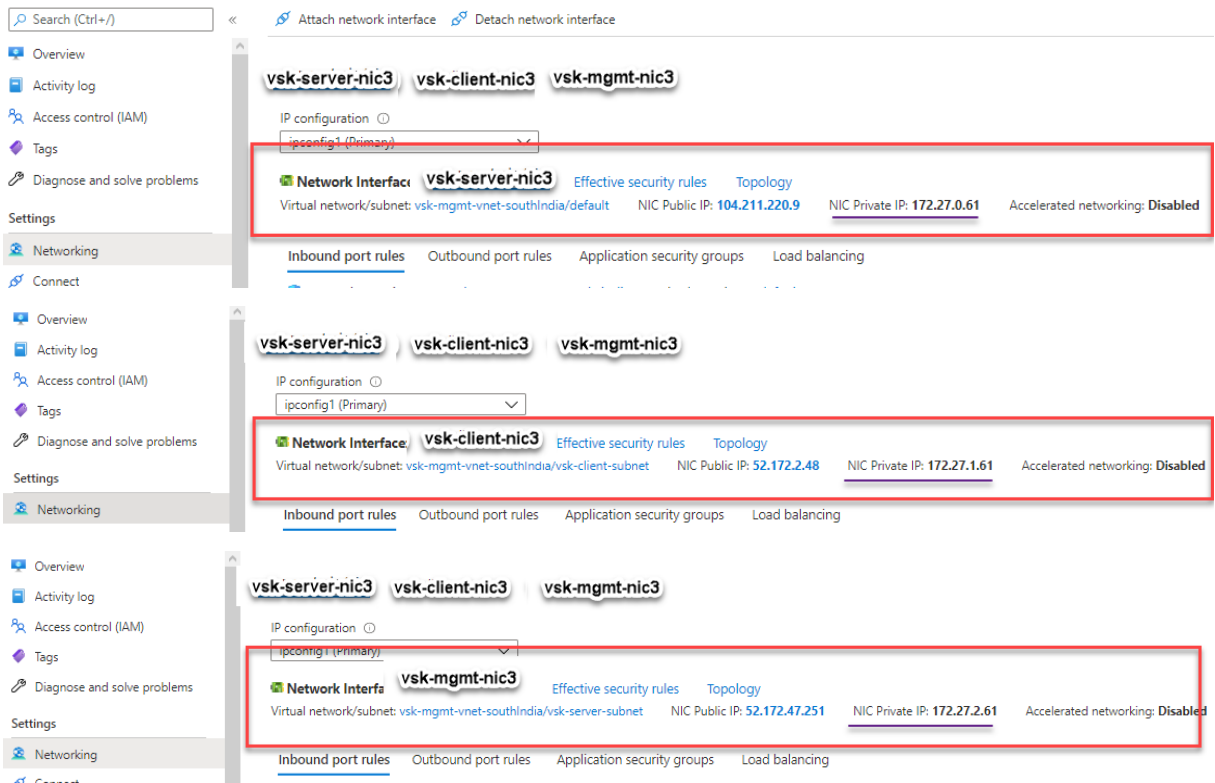 Search (Ctrl+/)
«
Attach network interface
Detach network interface
Overview
Activity log
Access control (IAM)
Tags
Diagnose and solve problems
Settings
Networking
Connect
vsk-server-nic3
vsk-client-nic3
vsk-mgmt-nic3
IP configuration
ipconfig1 (Primary)
Network Interface
vsk-server-nic3
Effective security rules
Topology
Virtual network/subnet: vsk-mgmt-vnet-southIndia/default
NIC Public IP: 104.211.220.9
NIC Private IP: 172.27.0.61
Accelerated networking: Disabled
Inbound port rules
Outbound port rules
Application security groups
Load balancing
Overview
Activity log
Access control (IAM)
Tags
Diagnose and solve problems
Settings
Networking
vsk-server-nic3
vsk-client-nic3
vsk-mgmt-nic3
IP configuration
ipconfig1 (Primary)
Network Interface:
vsk-client-nic3
Effective security rules
Topology
Virtual network/subnet: vsk-mgmt-vnet-southIndia/vsk-client-subnet
NIC Public IP: 52.172.2.48
NIC Private IP: 172.27.1.61
Accelerated networking: Disabled
Inbound port rules
Outbound port rules
Application security groups
Load balancing
Overview
Activity log
Access control (IAM)
Tags
Diagnose and solve problems
Settings
Networking
Connect
vsk-server-nic3
vsk-client-nic3
vsk-mgmt-nic3
IP configuration
ipconfig1 (Primary)
Network Interfa
vsk-mgmt-nic3
Effective security rules
Topology
Virtual network/subnet: vsk-mgmt-vnet-southIndia/vsk-server-subnet
NIC Public IP: 52.172.47.251
NIC Private IP: 172.27.2.61
Accelerated networking: Disabled
Inbound port rules
Outbound port rules
Application security groups
Load balancing